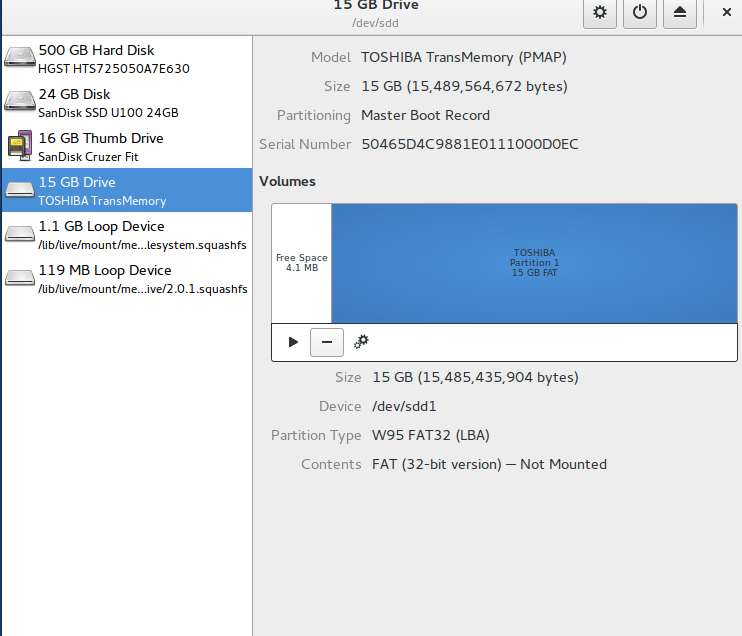 15 GB Drive
/dev/sdd
500 GB Hard Disk
HGST HTS725050A7E630
24 GB Disk
SanDisk SSD U100 24GB
16 GB Thumb Drive
SanDisk Cruzer Fit
15 GB Drive
TOSHIBA TransMemory
1.1 GB Loop Device
/lib/live/mount/me...lesystem.squashfs
119 MB Loop Device
/lib/live/mount/me...ive/2.0.1.squashfs
Model TOSHIBA TransMemory (PMAP)
Size 15 GB (15,489,564,672 bytes)
Partitioning Master Boot Record
Serial Number 50465D4C9881E0111000D0EC
Volumes
Free Space
4.1 MB
TOSHIBA
Partition 1
15 GB FAT
Size 15 GB (15,485,435,904 bytes)
Device /dev/sdd1
Partition Type W95 FAT32 (LBA)
Contents FAT (32-bit version) — Not Mounted